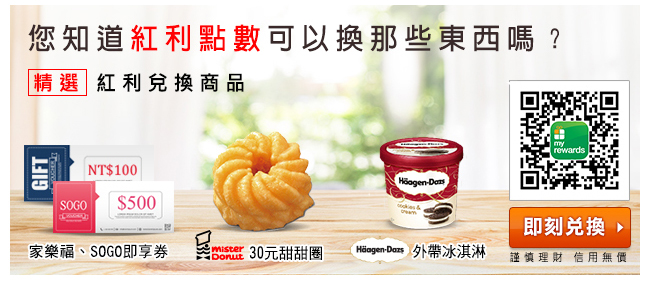 您知道紅利點數可以換那些東西嗎？
精選 紅利兌換商品
GIFT
NT$100
SOGO
$500
Häagen-Dazs
Häagen-Dazs
cookies & cream
my rewards
即刻兌換
家樂福、SOGO即享券
mister Donut 30元甜甜圈
Häagen-Dazs 外帶冰淇淋
謹慎理財 信用無價